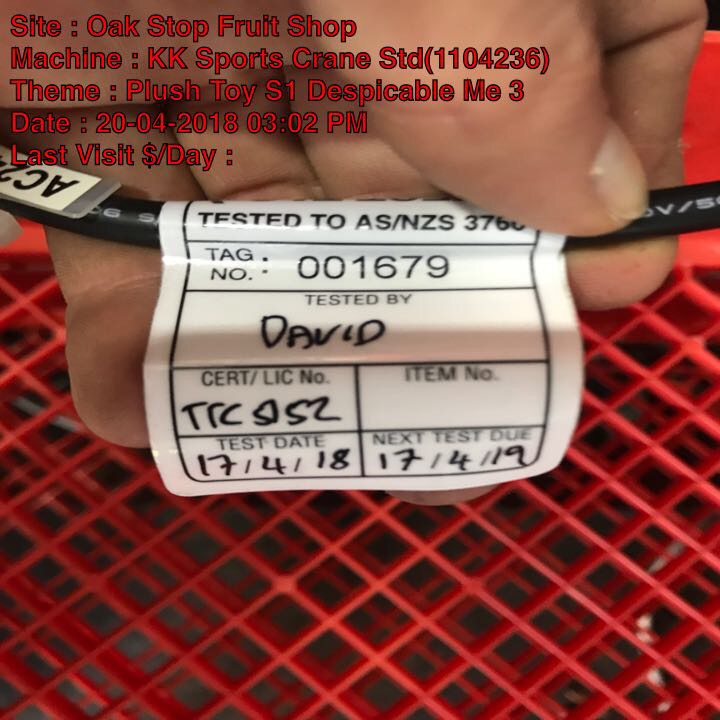 Site : Oak Stop Fruit Shop
Machine : KK Sports Crane Std(1104236)
Theme : Plush Toy S1 Despicable Me 3
Date : 20-04-2018 03:02 PM
Last Visit $/Day :
TESTED TO AS/NZS 3760
TAG NO. : 001679
TESTED BY
DAVID
CERT/ LIC No. ITEM No.
TEST DATE NEXT TEST DUE
17/4/18 17/4/19